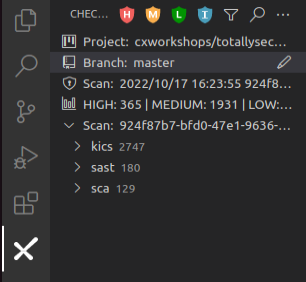 CHEC... H M L I ...
Project: cxworkshops/totallysec...
Branch: master
Scan: 2022/10/17 16:23:55 924f8...
HIGH: 365 | MEDIUM: 1931 | LOW:...
Scan: 924f87b7-bfd0-47e1-9636-...
kics 2747
sast 180
sca 129